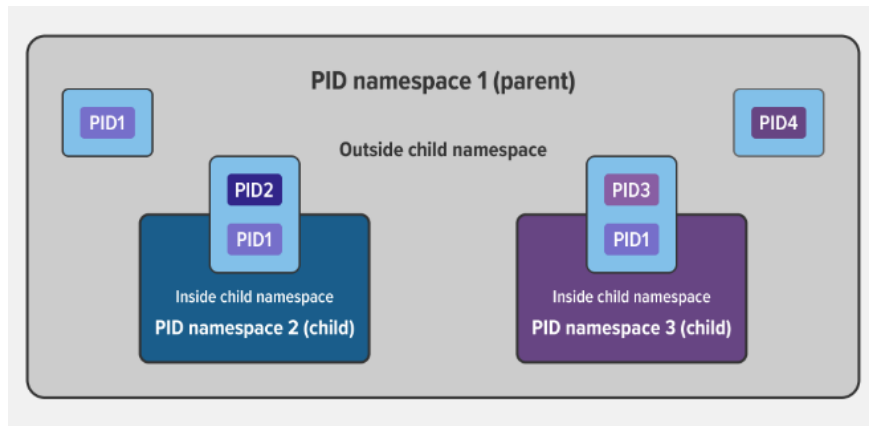 PID namespace 1 (parent)
PID1
PID4
Outside child namespace
PID2
PID3
PID1
PID1
Inside child namespace
Inside child namespace
PID namespace 2 (child)
PID namespace 3 (child)